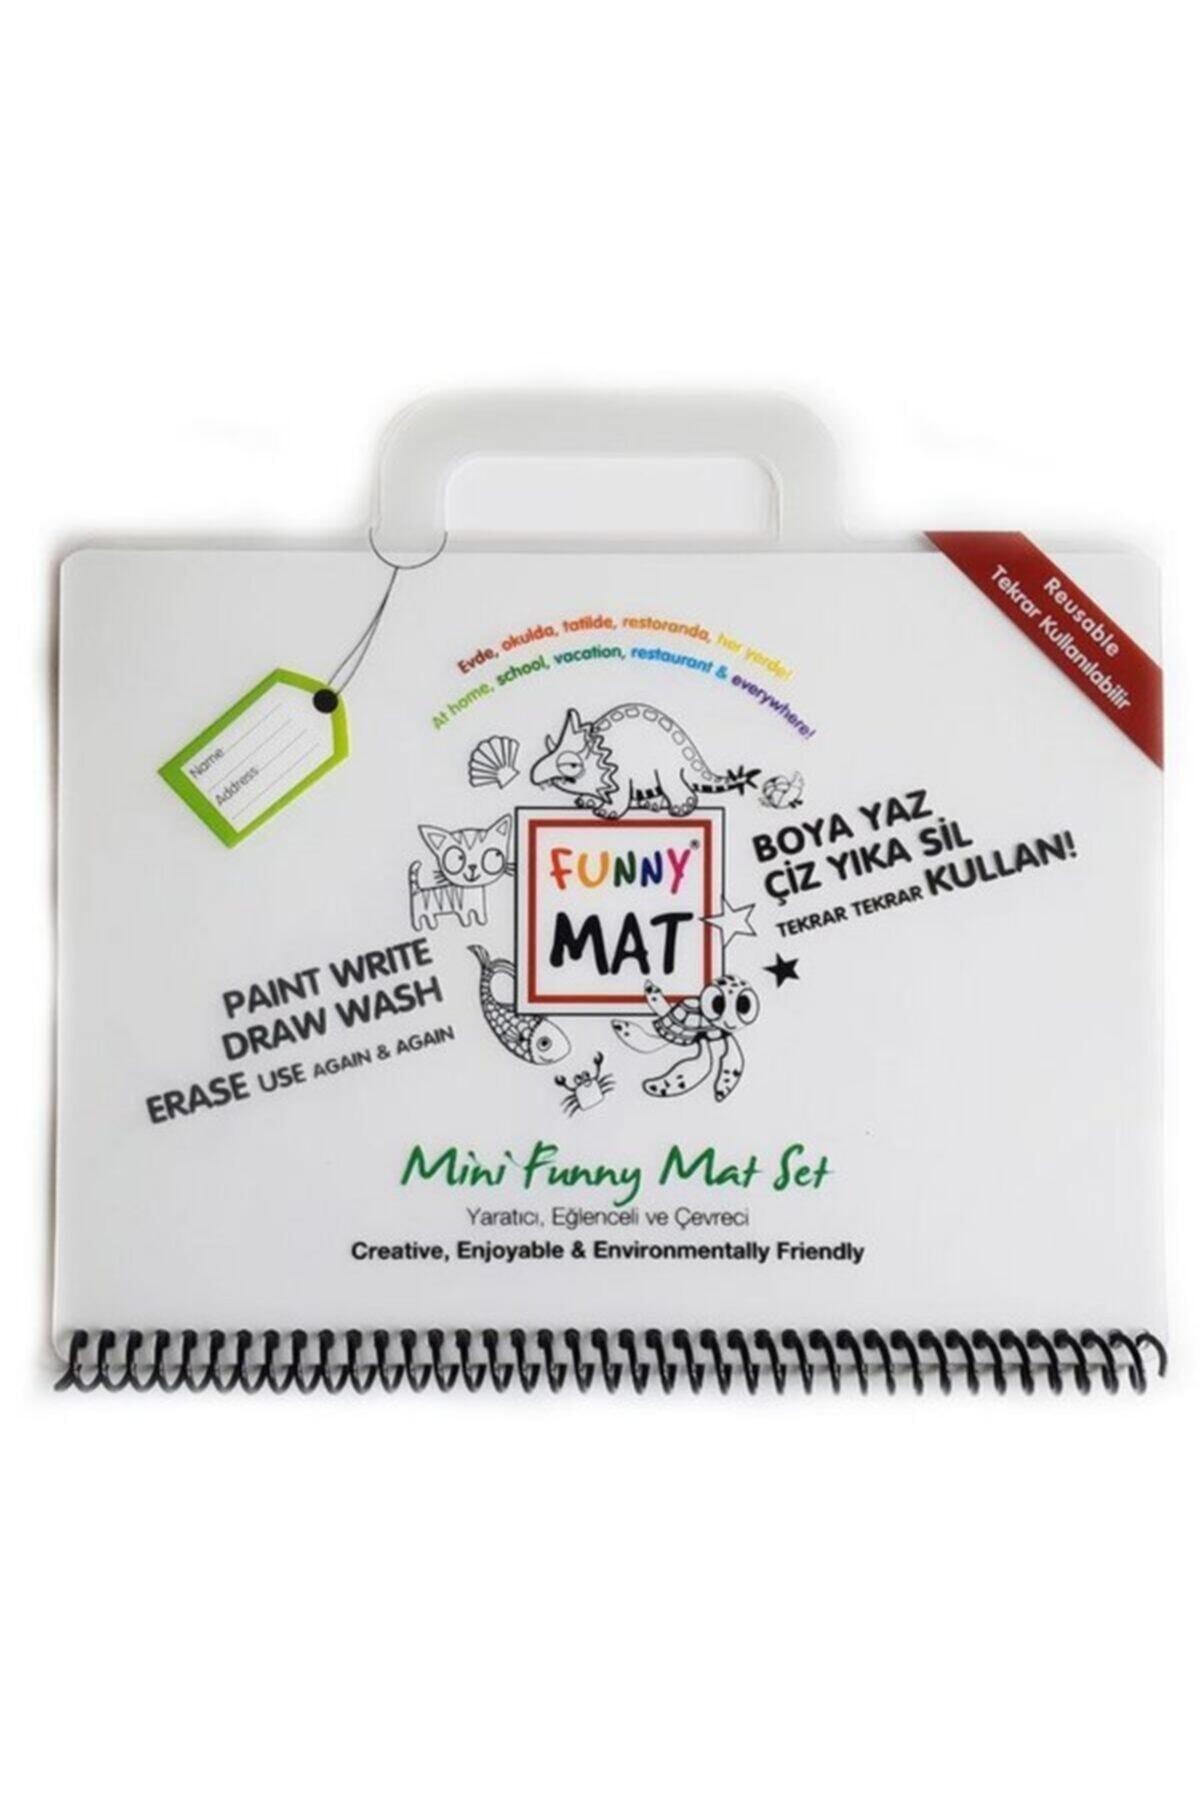 Reusable
Tekrar Kullanılabilir
Evde, okulda, tatilde, restoranda, her yerde!
At home, school, vacation, restaurant & everywhere!
Name
Address
FUNNY®
MAT
BOYA YAZ
ÇİZ YIKA SİL
TEKRAR TEKRAR KULLAN!
PAINT WRITE
DRAW WASH
ERASE USE AGAIN & AGAIN
Mini Funny Mat Set
Yaratıcı, Eğlenceli ve Çevreci
Creative, Enjoyable & Environmentally Friendly